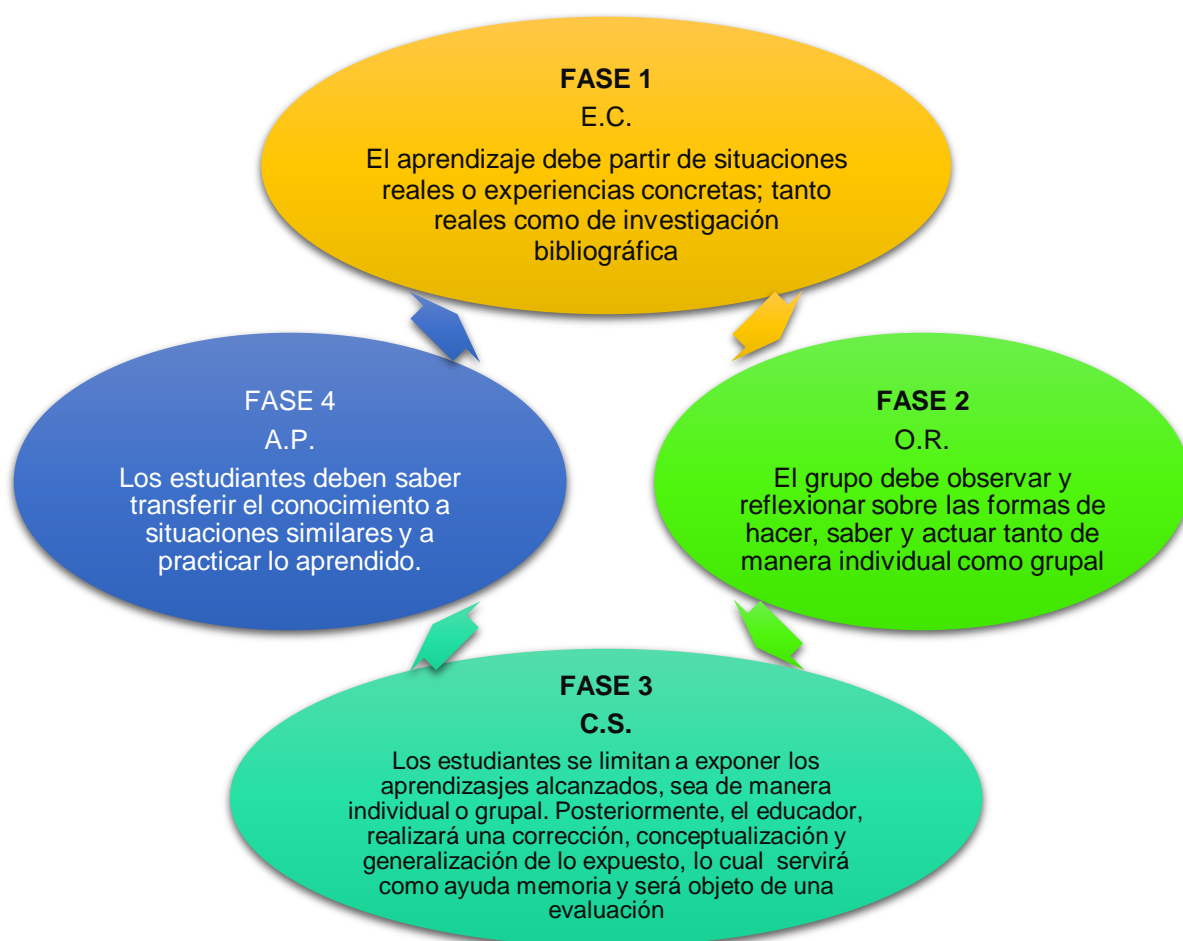 FASE 1
E.C.
El aprendizaje debe partir de situaciones
reales o experiencias concretas; tanto
reales como de investigación
bibliográfica
FASE 2
O.R.
El grupo debe observar y
reflexionar sobre las formas de
hacer, saber y actuar tanto de
manera individual como grupal
FASE 3
C.S.
Los estudiantes se limitan a exponer los
aprendizasjes alcanzados, sea de manera
individual o grupal. Posteriormente, el educador,
realizará una corrección, conceptualización y
generalización de lo expuesto, lo cual servirá
como ayuda memoria y será objeto de una
evaluación
FASE 4
A.P.
Los estudiantes deben saber
transferir el conocimiento a
situaciones similares y a
practicar lo aprendido.